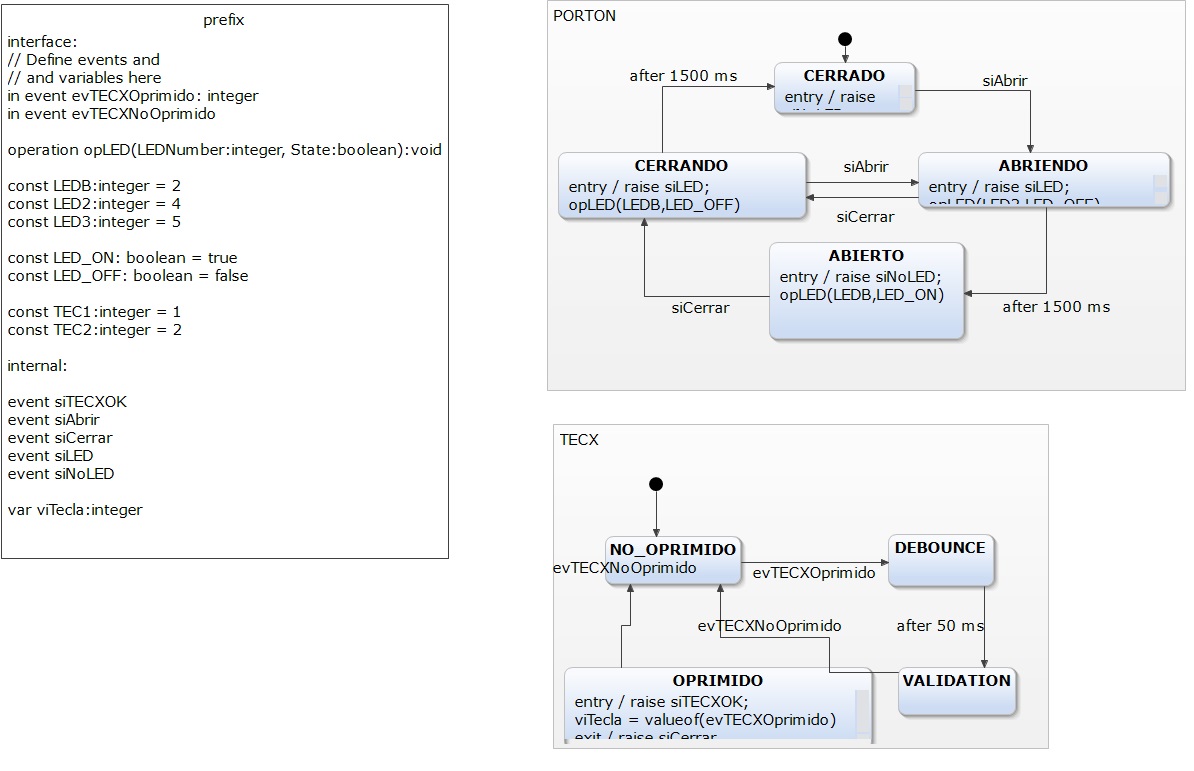 prefix
interface:
// Define events and
// and variables here
in event evTECXOprimido: integer
in event evTECXNoOprimido
operation opLED(LEDNumber:integer, State:boolean):void
const LEDB:integer = 2
const LED2:integer = 4
const LED3:integer = 5
const LED_ON: boolean = true
const LED_OFF: boolean = false
const TEC1:integer = 1
const TEC2:integer = 2
internal:
event siTECXOK
event siAbrir
event siCerrar
event siLED
event siNoLED
var viTecla:integer
PORTON
CERRADO
entry / raise
after 1500 ms
siAbrir
CERRANDO
entry / raise siLED;
opLED(LEDB,LED_OFF)
siAbrir
siCerrar
ABRIENDO
entry / raise siLED;
ABIERTO
entry / raise siNoLED;
opLED(LEDB,LED_ON)
siCerrar
after 1500 ms
TECX
NO_OPRIMIDO
evTECXNoOprimido
evTECXOprimido
DEBOUNCE
evTECXNoOprimido
after 50 ms
OPRIMIDO
entry / raise siTECXOK;
viTecla = valueof(evTECXOprimido)
exit / raise siCerrar
VALIDATION